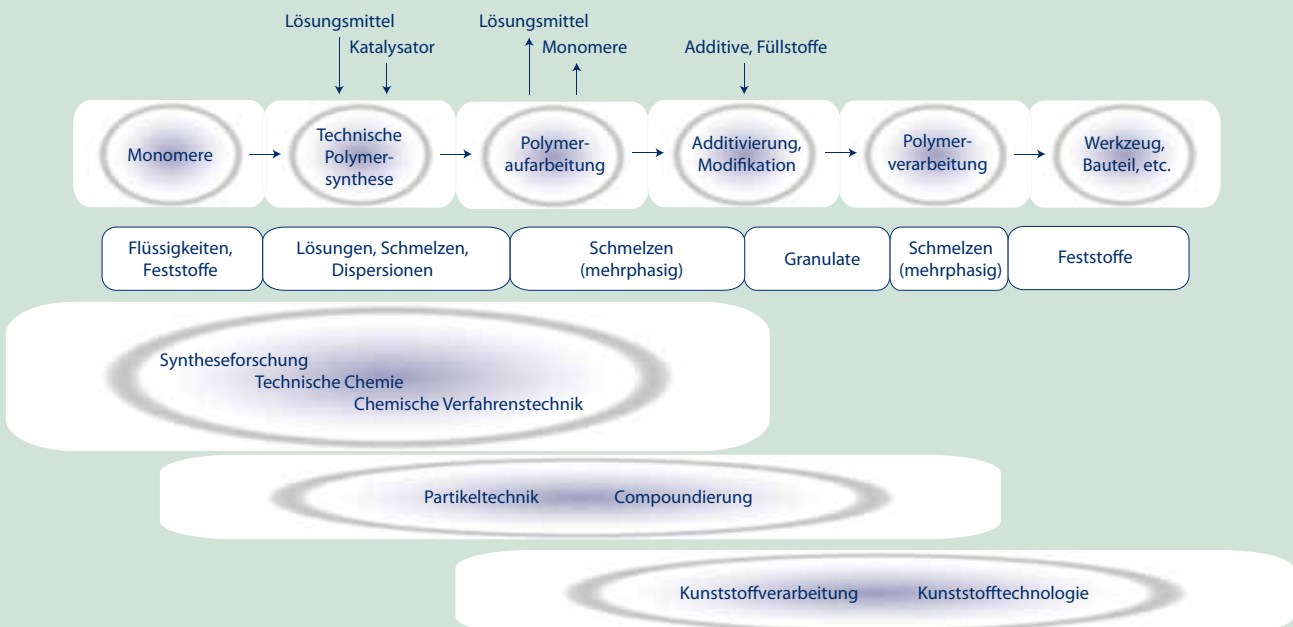 Lösungsmittel
Katalysator
Lösungsmittel
Monomere
Additive, Füllstoffe
Monomere
Technische
Polymer-
synthese
Polymer-
aufarbeitung
Additivierung,
Modifikation
Polymer-
verarbeitung
Werkzeug,
Bauteil, etc.
Flüssigkeiten,
Feststoffe
Lösungen, Schmelzen,
Dispersionen
Schmelzen
(mehrphasig)
Granulate
Schmelzen
(mehrphasig)
Feststoffe
Syntheseforschung
Technische Chemie
Chemische Verfahrenstechnik
Partikeltechnik
Compoundierung
Kunststoffverarbeitung
Kunststofftechnologie